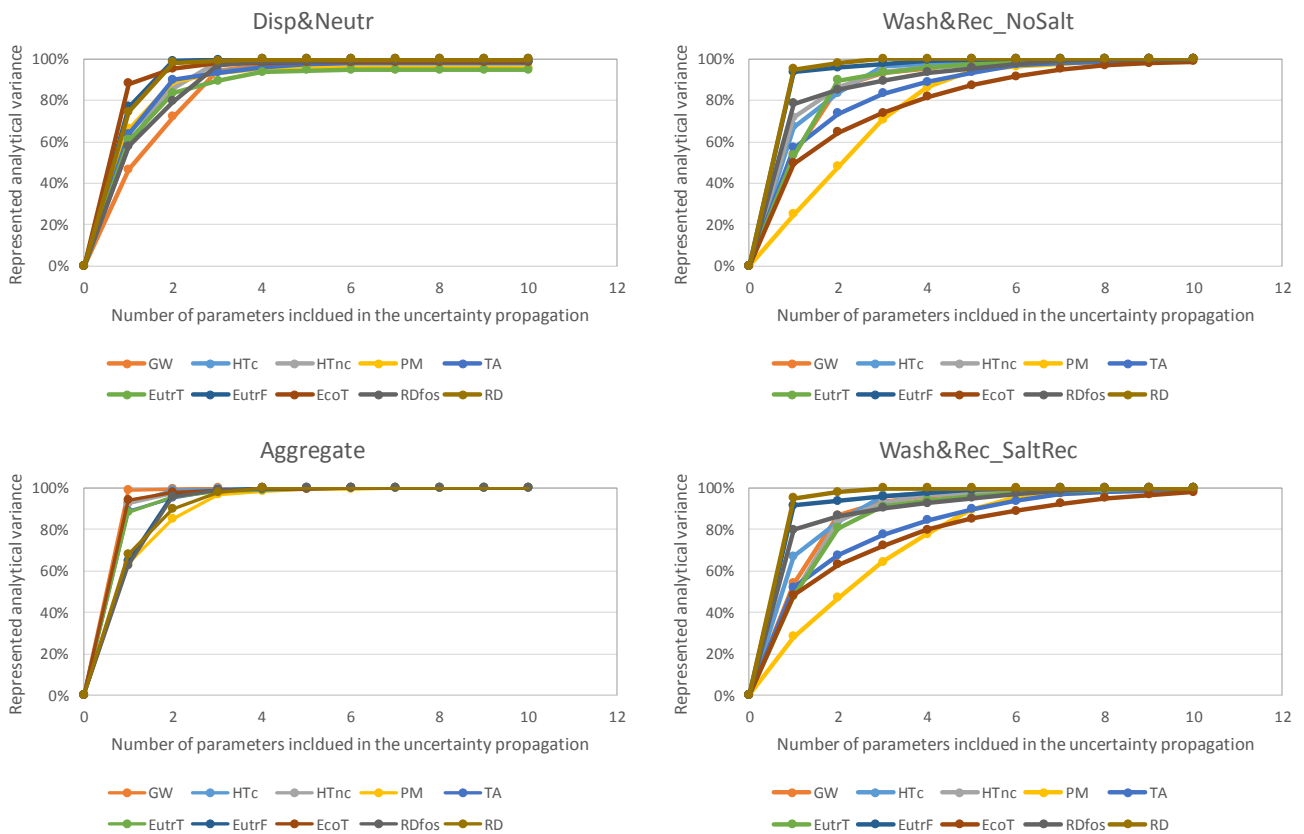 Disp&Neutr
Represented analytical variance
100%
80%
60%
40%
20%
0%
0 2 4 6 8 10 12
Number of parameters incldued in the uncertainty propagation
GW HTc HTnc PM TA
EutrT EutrF EcoT RDfos RD
Wash&Rec_NoSalt
Represented analytical variance
100%
80%
60%
40%
20%
0%
0 2 4 6 8 10 12
Number of parameters incldued in the uncertainty propagation
GW HTc HTnc PM TA
EutrT EutrF EcoT RDfos RD
Aggregate
Represented analytical variance
100%
80%
60%
40%
20%
0%
0 2 4 6 8 10 12
Number of parameters incldued in the uncertainty propagation
GW HTc HTnc PM TA
EutrT EutrF EcoT RDfos RD
Wash&Rec_SaltRec
Represented analytical variance
100%
80%
60%
40%
20%
0%
0 2 4 6 8 10 12
Number of parameters incldued in the uncertainty propagation
GW HTc HTnc PM TA
EutrT EutrF EcoT RDfos RD